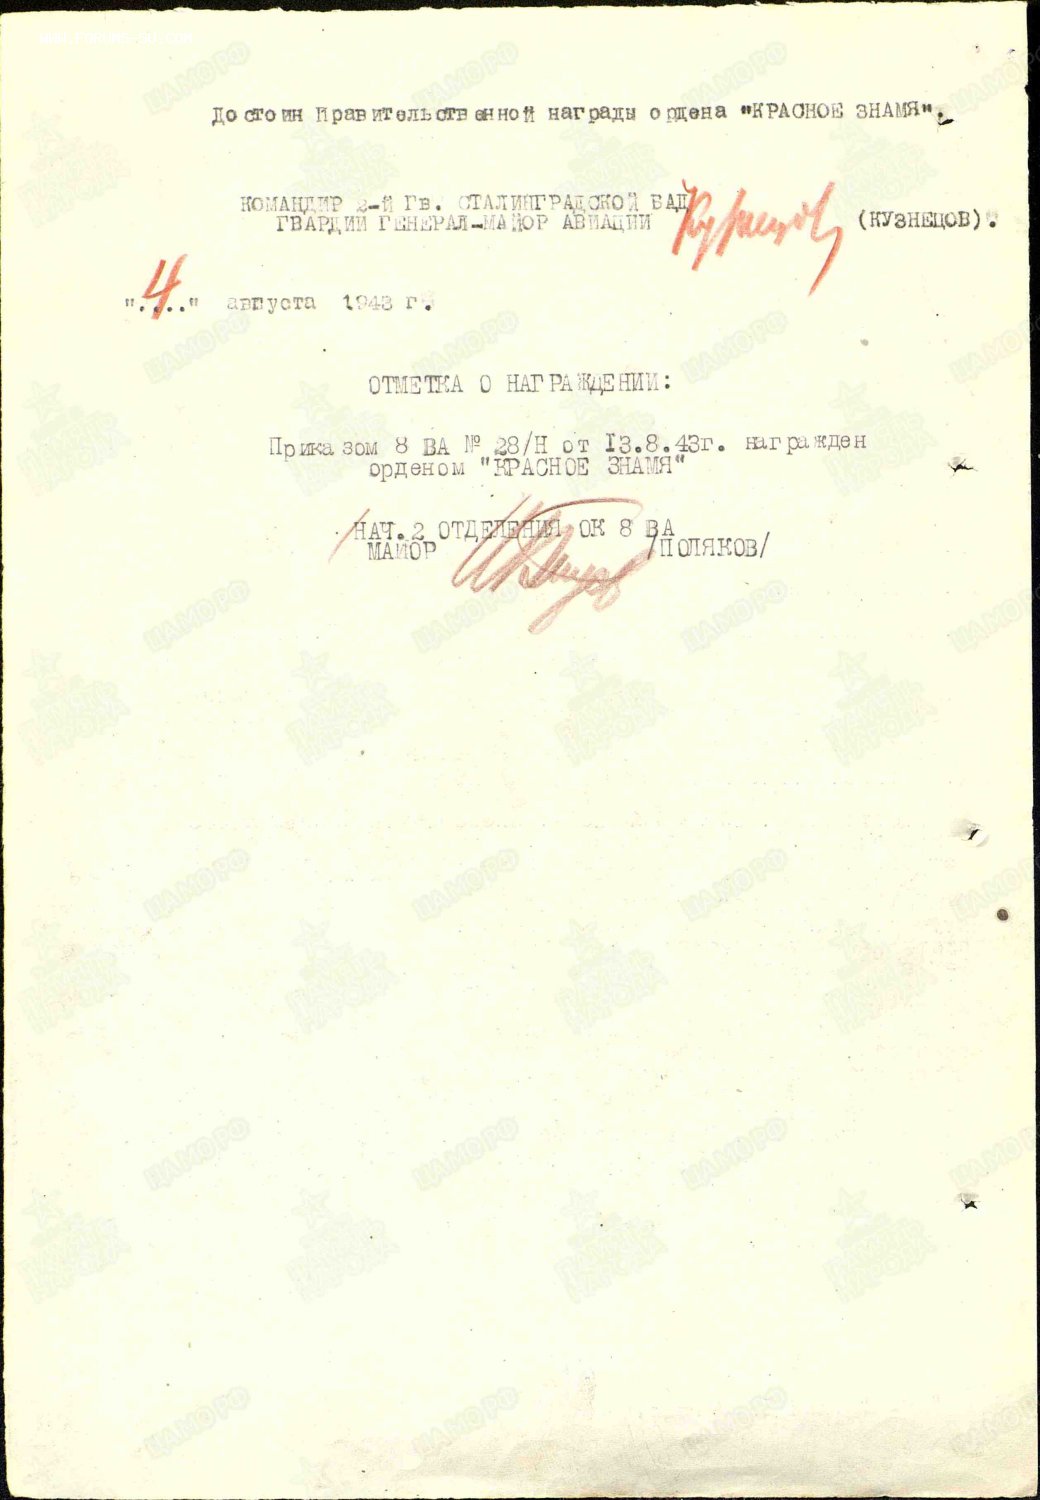 Достоин Правительственной награды ордена "КРАСНОЕ ЗНАМЯ".
КОМАНДИР 2-й Гв. СТАЛИНГРАДСКОЙ БАД
ГВАРДИИ ГЕНЕРАЛ-МАЙОР АВИАЦИИ Кузнецов (КУЗНЕЦОВ).
".4.." августа 1943 г.
ОТМЕТКА О НАГРАЖДЕНИИ:
Приказом 8 ВА № 28/Н от 13.8.43г. награжден
орденом "КРАСНОЕ ЗНАМЯ"
НАЧ. 2 ОТДЕЛЕНИЯ ОК 8 ВА
МАЙОР /ПОЛЯКОВ/